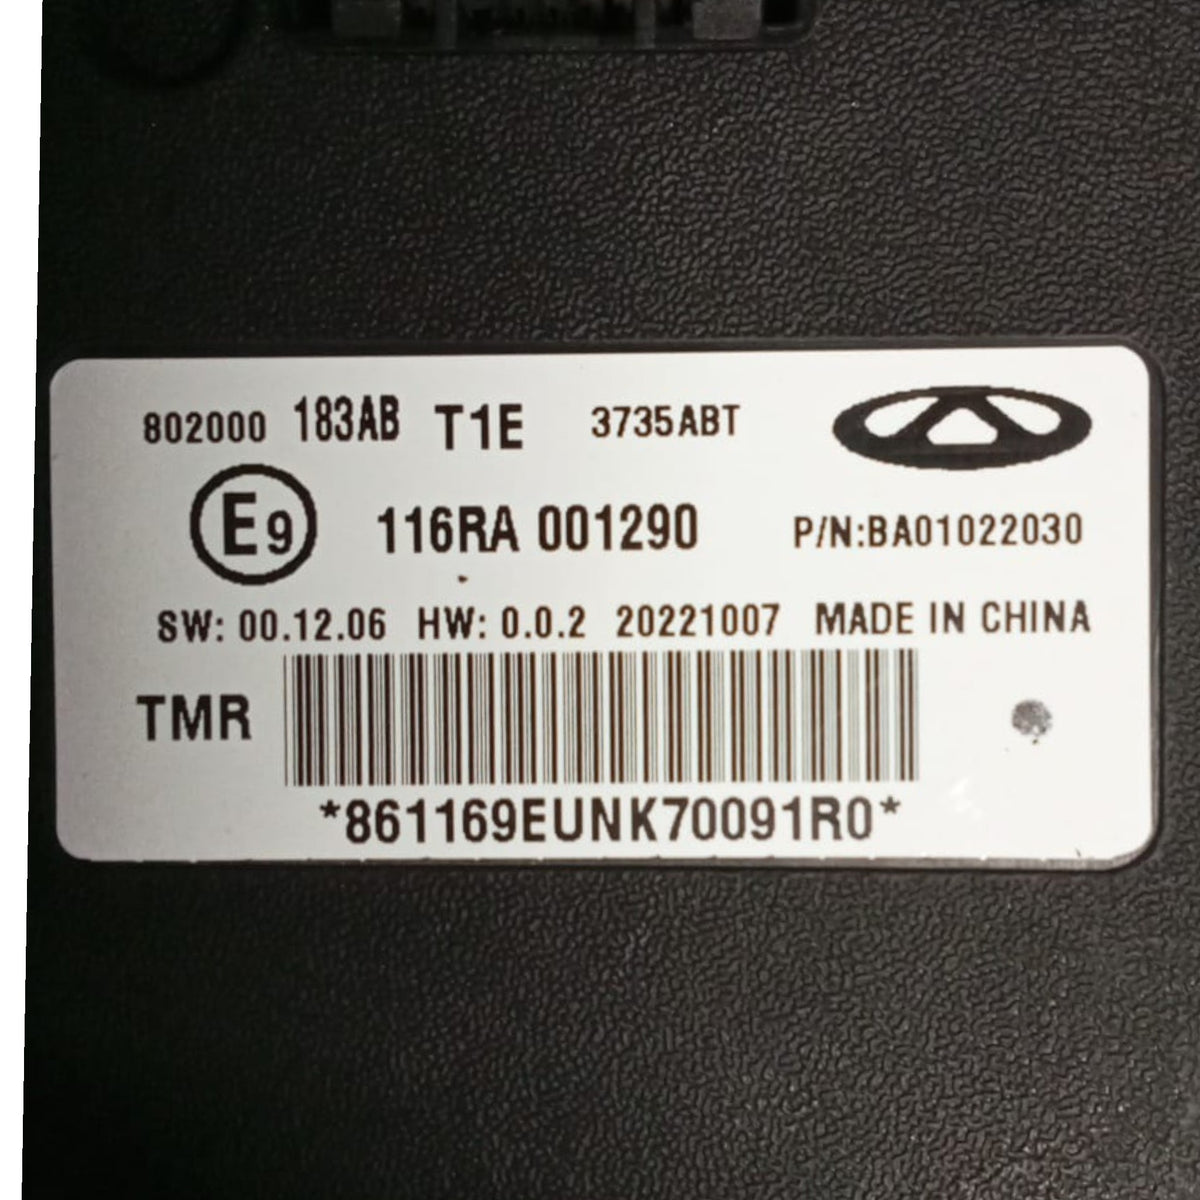 802000 183AB T1E 3735ABT
E9 116RA 001290 P/N:BA01022030
SW: 00.12.06 HW: 0.0.2 20221007 MADE IN CHINA
TMR
*861169EUNK70091R0*